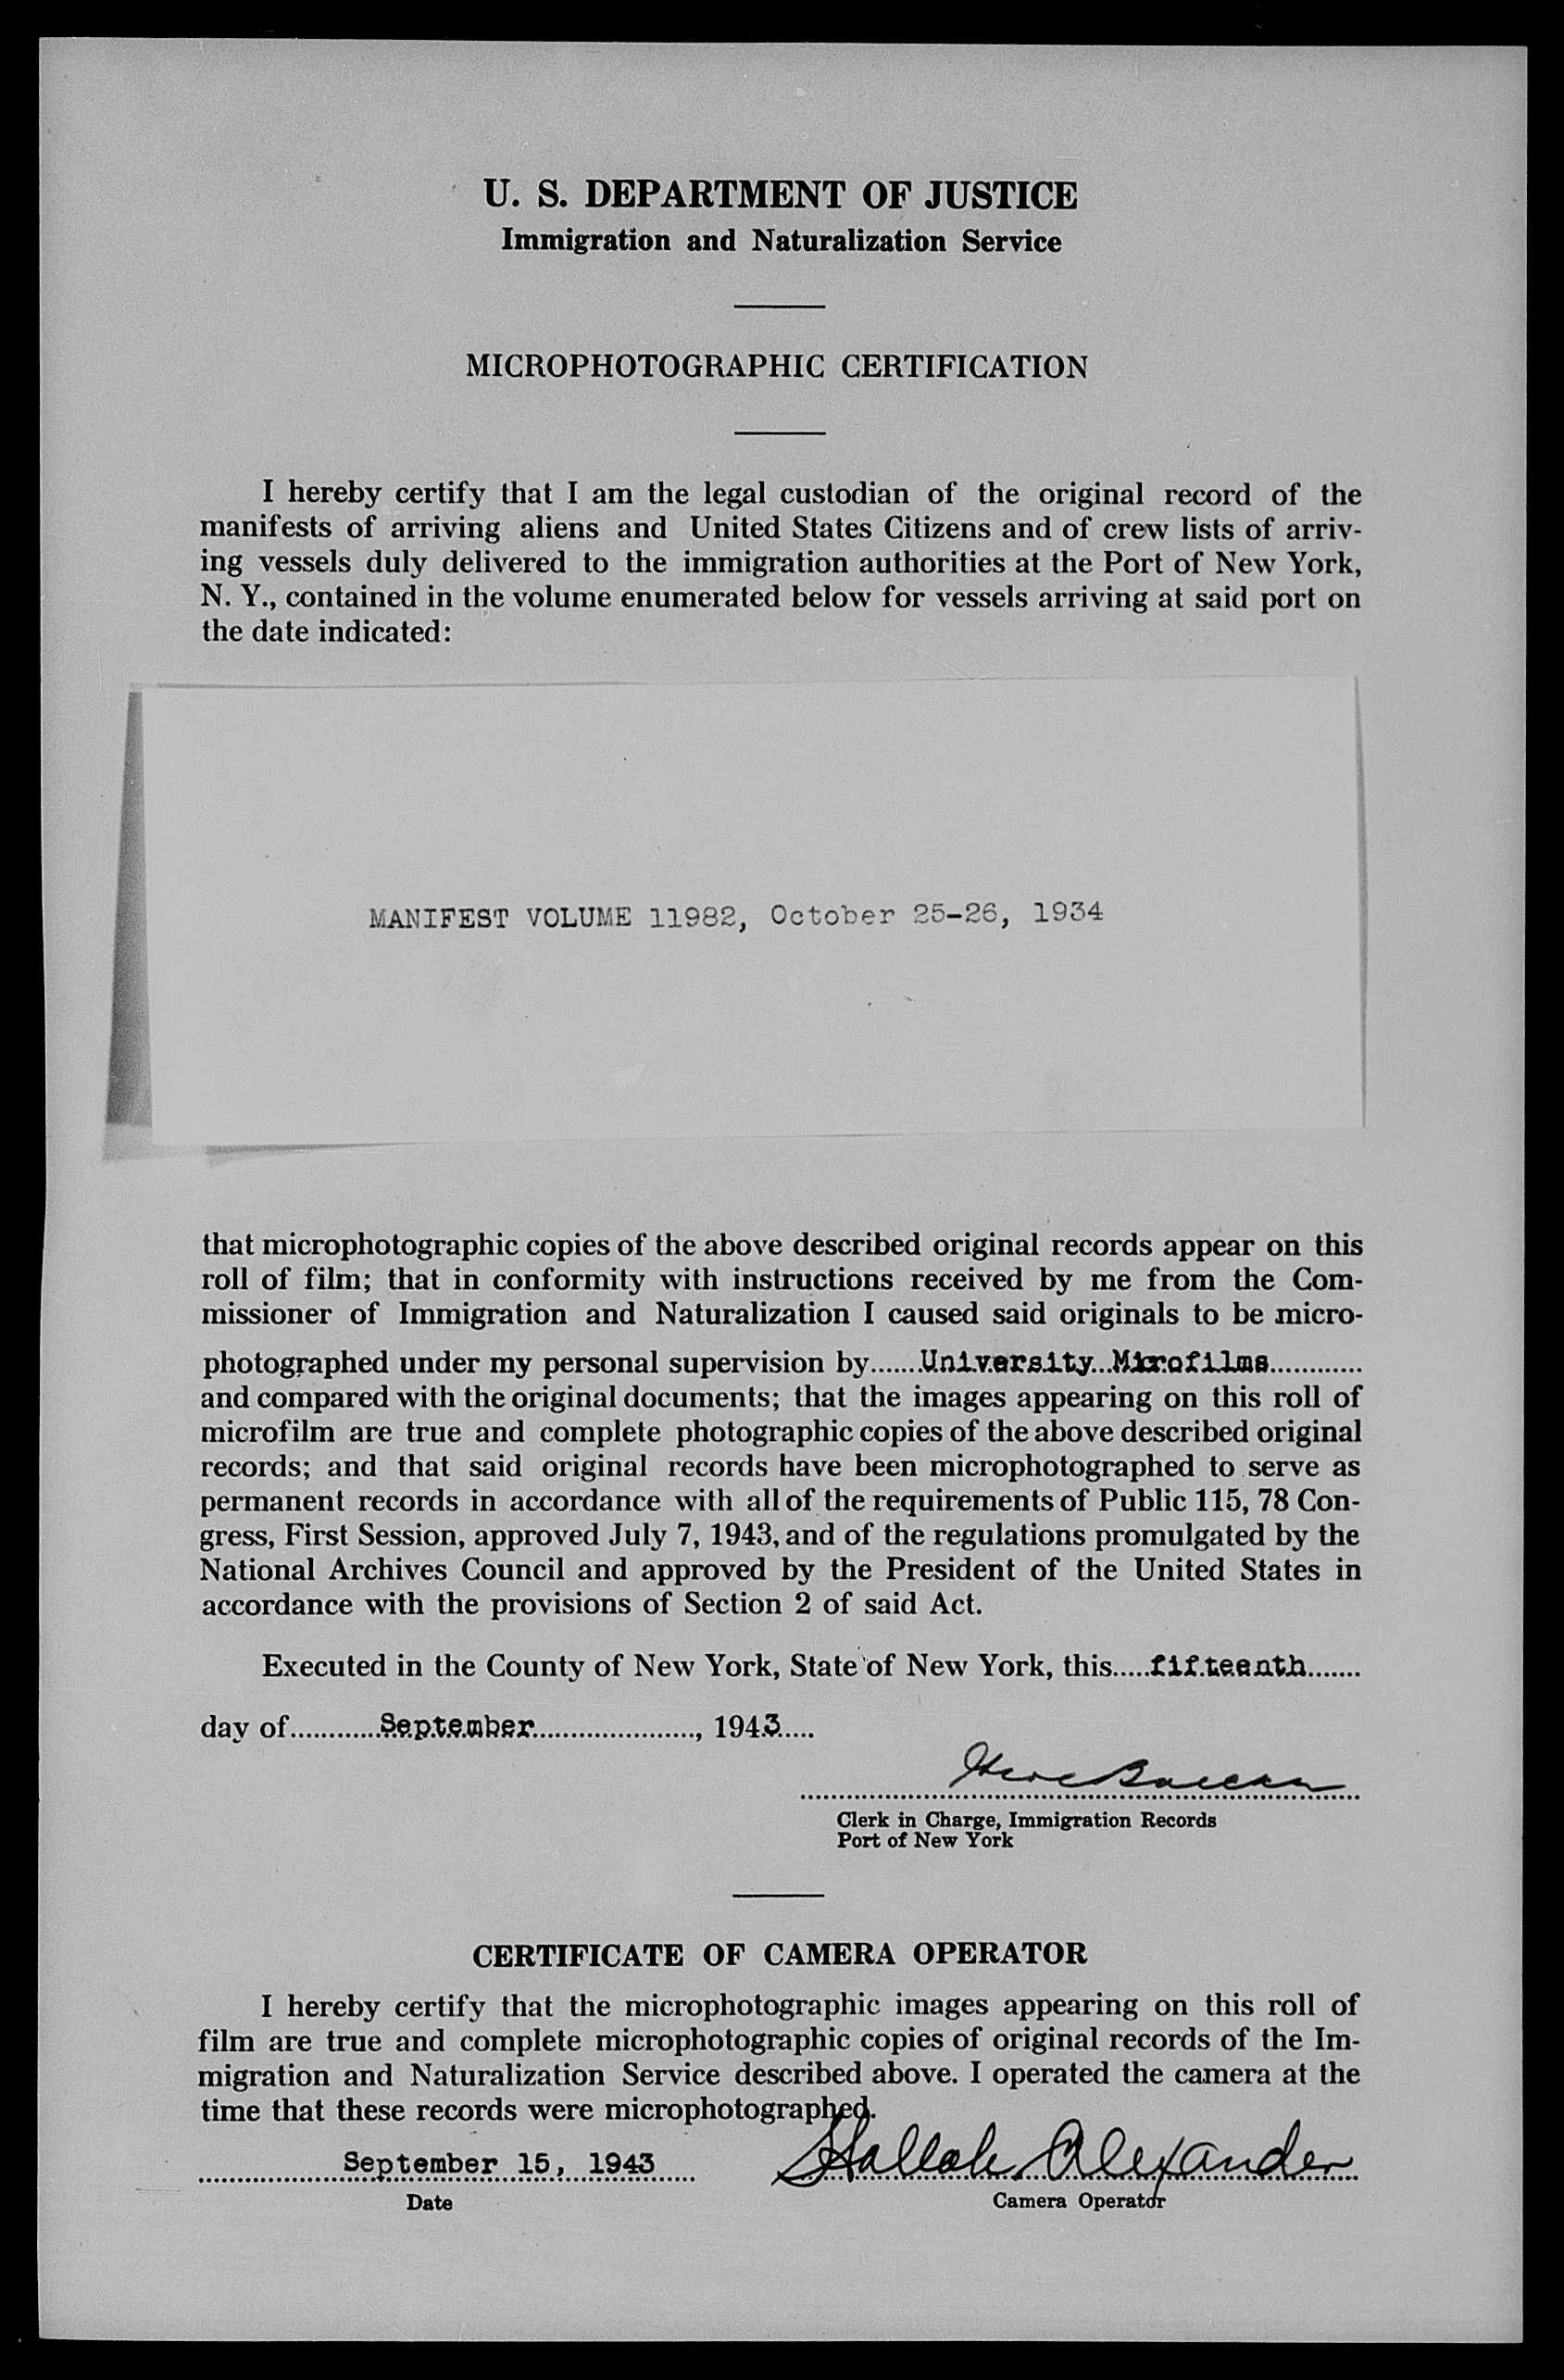 U. S. DEPARTMENT OF JUSTICE
Immigration and Naturalization Service
MICROPHOTOGRAPHIC CERTIFICATION
I hereby certify that I am the legal custodian of the original record of the
manifests of arriving aliens and United States Citizens and of crew lists of arriv-
ing vessels duly delivered to the immigration authorities at the Port of New York,
N. Y., contained in the volume enumerated below for vessels arriving at said port on
the date indicated:
MANIFEST VOLUME 11982, October 25-26, 1934
that microphotographic copies of the above described original records appear on this
roll of film; that in conformity with instructions received by me from the Com-
missioner of Immigration and Naturalization I caused said originals to be micro-
photographed under my personal supervision by University Mirofilms
and compared with the original documents; that the images appearing on this roll of
microfilm are true and complete photographic copies of the above described original
records; and that said original records have been microphotographed to serve as
permanent records in accordance with all of the requirements of Public 115, 78 Con-
gress, First Session, approved July 7, 1943, and of the regulations promulgated by the
National Archives Council and approved by the President of the United States in
accordance with the provisions of Section 2 of said Act.
Executed in the County of New York, State of New York, this fifteenth
day of September, 1943
Clerk in Charge, Immigration Records
Port of New York
CERTIFICATE OF CAMERA OPERATOR
I hereby certify that the microphotographic images appearing on this roll of
film are true and complete microphotographic copies of original records of the Im-
migration and Naturalization Service described above. I operated the camera at the
time that these records were microphotographed.
September 15, 1943 Alexander
Date Camera Operator